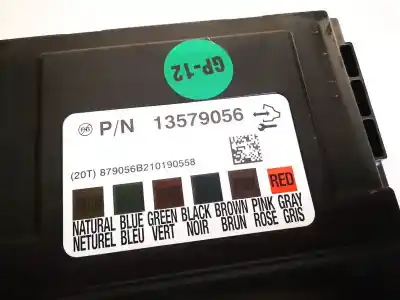 GP-12
P/N 13579056
(20T) 879056B210190558
RED
NATURAL BLUE GREEN BLACK BROWN PINK GRAY
NETUREL BLEU VERT NOIR BRUN ROSE GRIS